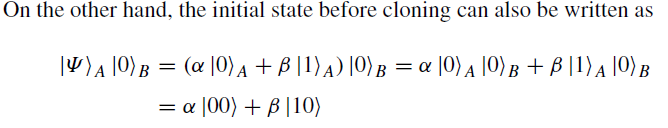 On the other hand, the initial state before cloning can also be written as
|Ψ⟩_A |0⟩_B = (α |0⟩_A + β |1⟩_A) |0⟩_B = α |0⟩_A |0⟩_B + β |1⟩_A |0⟩_B
= α |00⟩ + β |10⟩